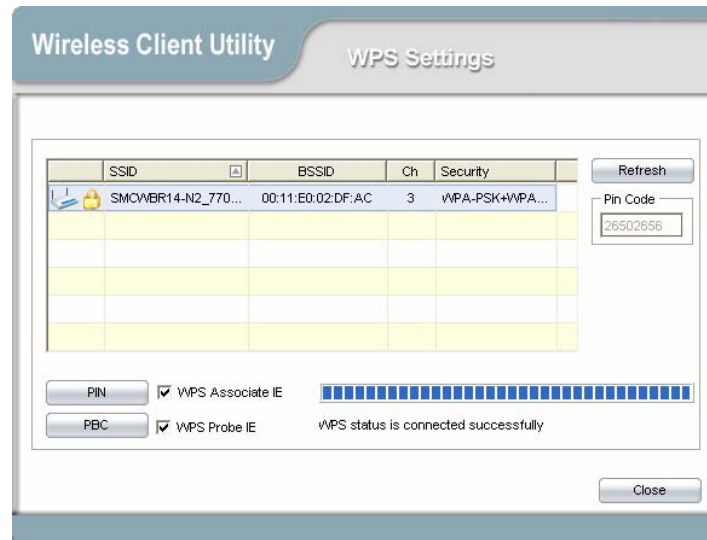 Wireless Client Utility
WPS Settings
SSID BSSID Ch Security
SMCWBR14-N2_770... 00:11:E0:02:DF:AC 3 WPA-PSK+WPA...
Refresh
Pin Code
26502656
PIN WPS Associate IE
PBC WPS Probe IE
WPS status is connected successfully
Close